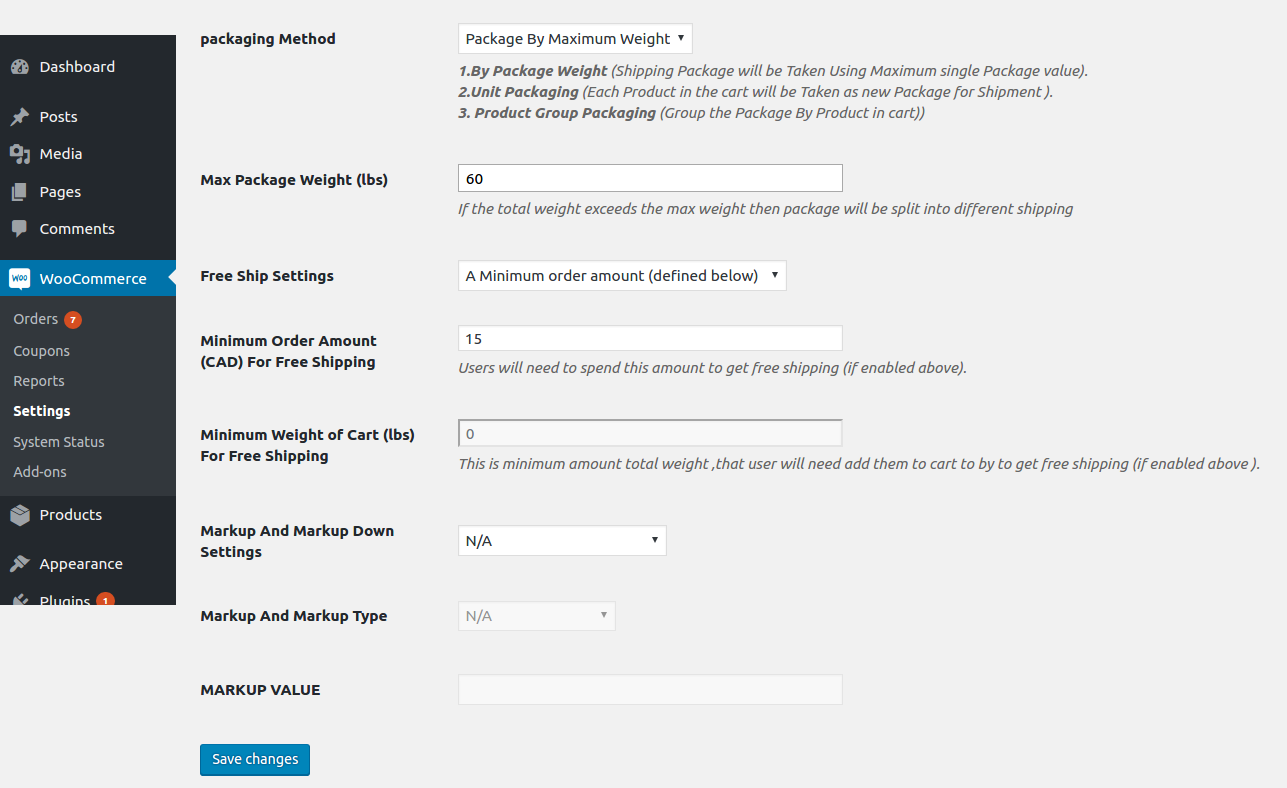 Dashboard
Posts
Media
Pages
Comments
Woo WooCommerce
Orders 7
Coupons
Reports
Settings
System Status
Add-ons
Products
Appearance
Plugins 1
packaging Method
Package By Maximum Weight
1.By Package Weight (Shipping Package will be Taken Using Maximum single Package value).
2.Unit Packaging (Each Product in the cart will be Taken as new Package for Shipment ).
3. Product Group Packaging (Group the Package By Product in cart))
Max Package Weight (lbs)
60
If the total weight exceeds the max weight then package will be split into different shipping
Free Ship Settings
A Minimum order amount (defined below)
Minimum Order Amount
(CAD) For Free Shipping
15
Users will need to spend this amount to get free shipping (if enabled above).
Minimum Weight of Cart (lbs)
For Free Shipping
0
This is minimum amount total weight ,that user will need add them to cart to by to get free shipping (if enabled above ).
Markup And Markup Down
Settings
N/A
Markup And Markup Type
N/A
MARKUP VALUE
Save changes